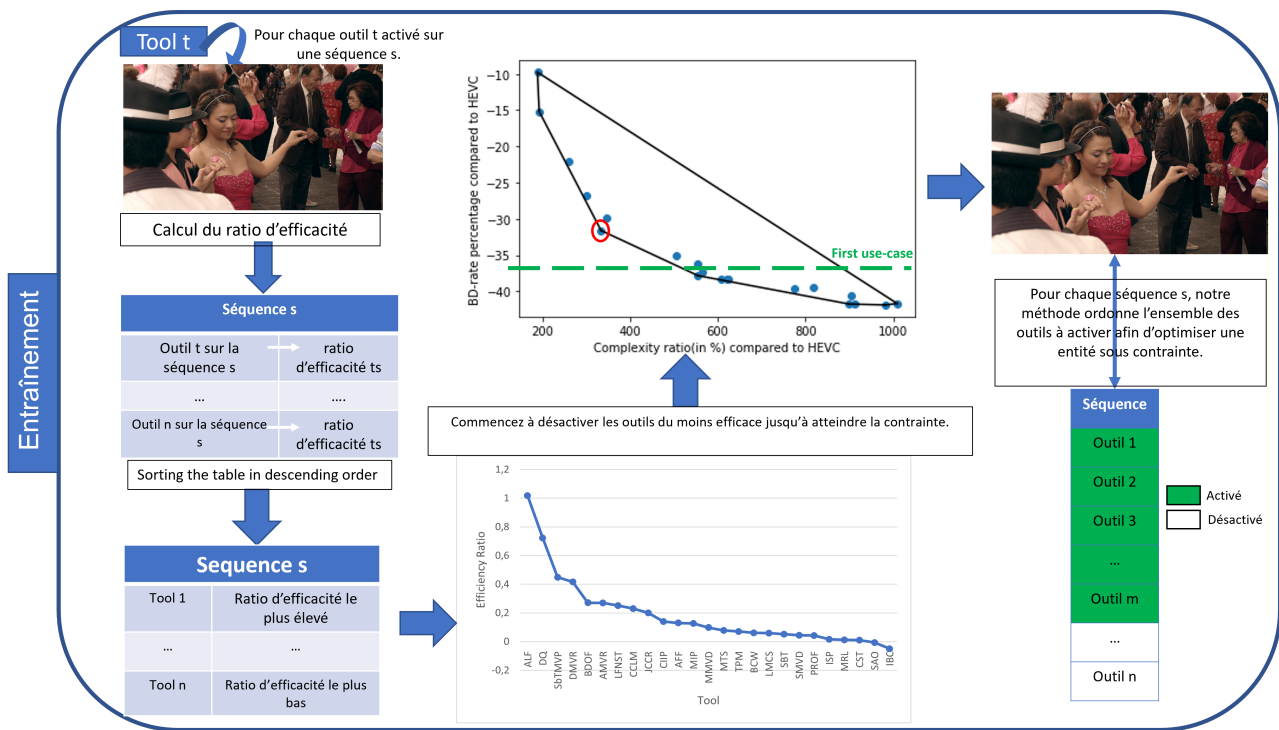 Entraînement
Tool t
Pour chaque outil t activé sur
une séquence s.
Calcul du ratio d'efficacité
Séquence s
Outil t sur la
séquence s
ratio
d'efficacité ts
...
....
Outil n sur la séquence
s
ratio
d'efficacité ts
Sorting the table in descending order
Sequence s
Tool 1
Ratio d'efficacité le
plus élevé
...
...
Tool n
Ratio d'efficacité le plus
bas
BD-rate percentage compared to HEVC
−10
−15
−20
−25
−30
−35
−40
First use-case
200
400
600
800
1000
Complexity ratio(in %) compared to HEVC
Commencez à désactiver les outils du moins efficace jusqu'à atteindre la contrainte.
Efficiency Ratio
1,2
1
0,8
0,6
0,4
0,2
0
-0,2
ALF
DQ
SbTMVP
DMVR
BDOF
AMVR
LFNST
CCLM
JCCR
CIIP
AFF
MIP
MMVD
MTS
TPM
BCW
LMCS
SBT
SMVD
PROF
ISP
MRL
CST
SAO
IBC
Tool
Pour chaque séquence s, notre
méthode ordonne l'ensemble des
outils à activer afin d'optimiser une
entité sous contrainte.
Séquence
Outil 1
Outil 2
Outil 3
...
Outil m
...
Outil n
Activé
Désactivé